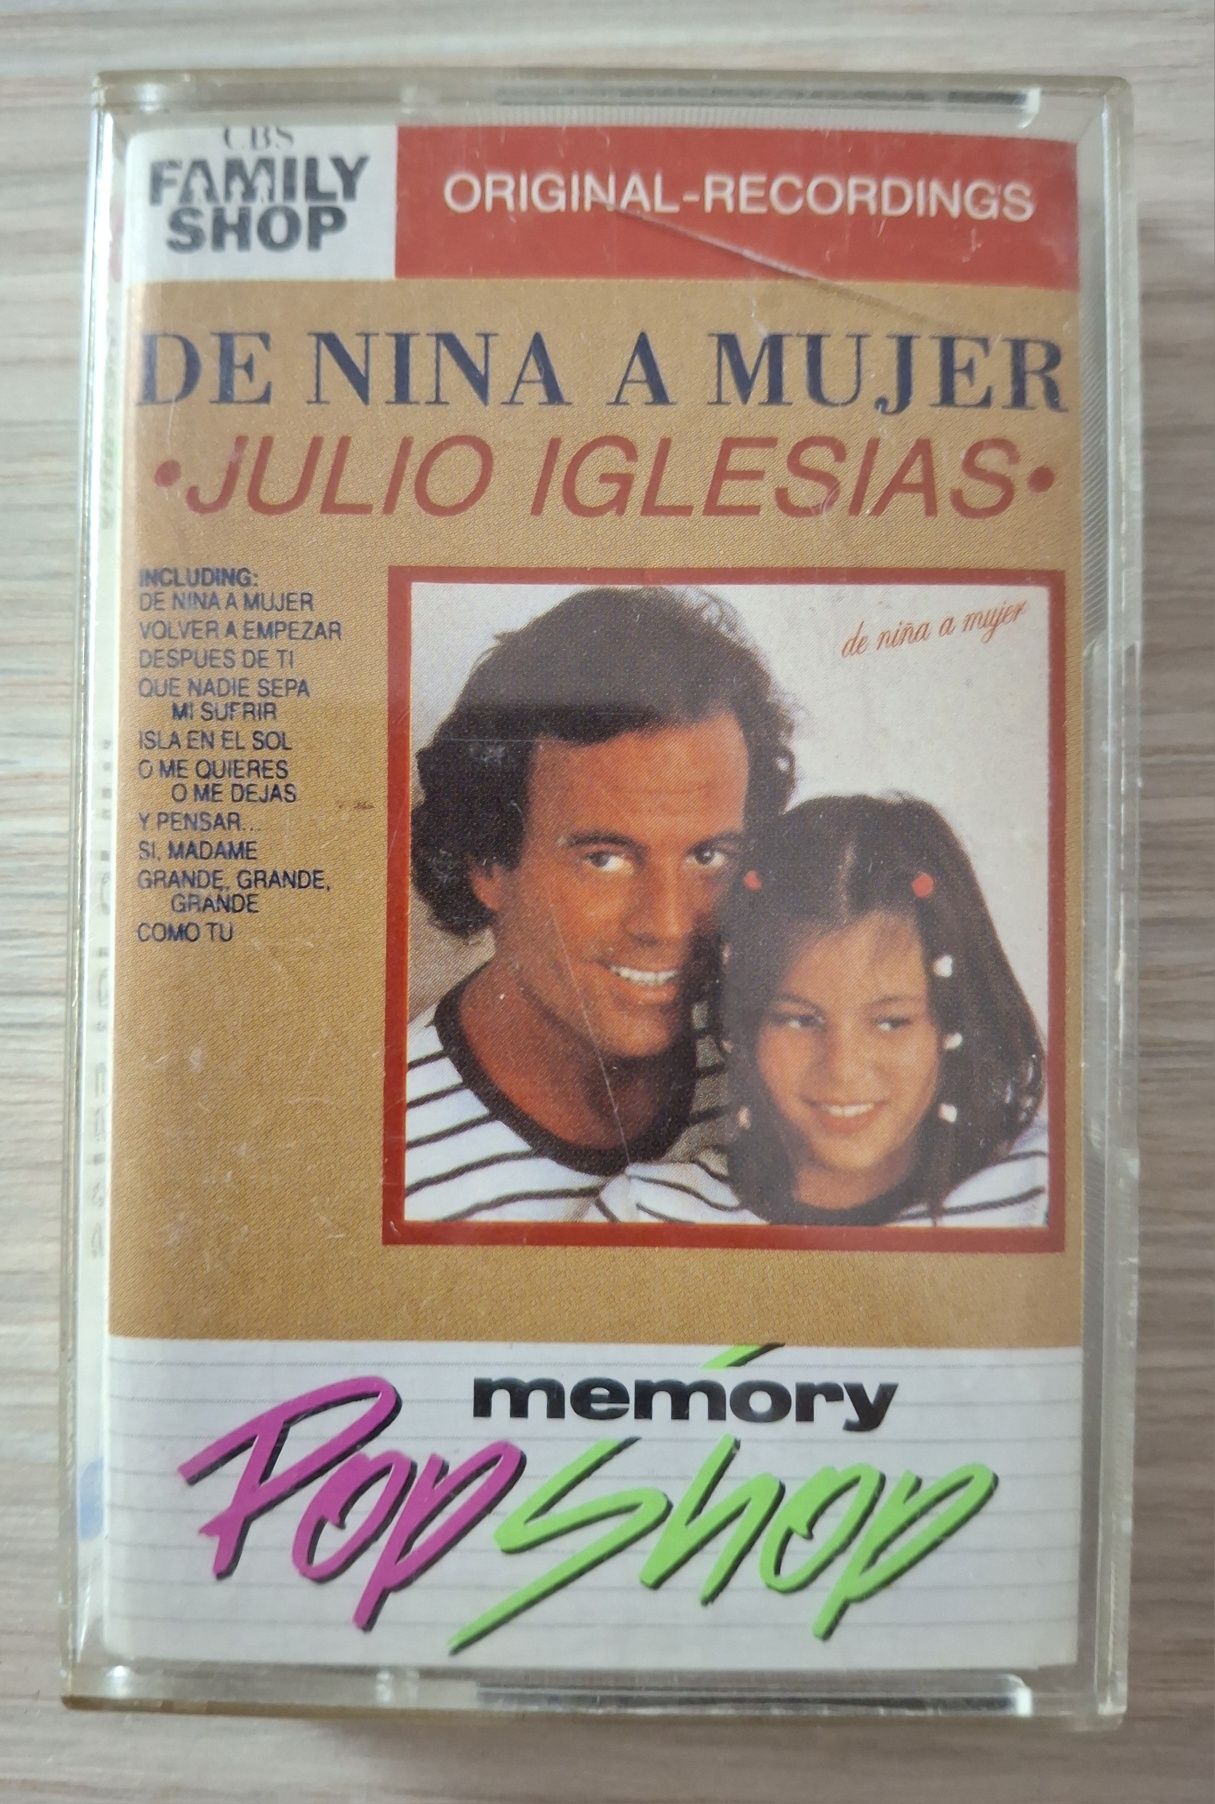 CBS
FAMILY
SHOP
ORIGINAL-RECORDINGS
DE NINA A MUJER
•JULIO IGLESIAS•
INCLUDING:
DE NINA A MUJER
VOLVER A EMPEZAR
DESPUES DE TI
QUE NADIE SEPA
MI SUFRIR
ISLA EN EL SOL
O ME QUIERES
O ME DEJAS
Y PENSAR...
SI, MADAME
GRANDE, GRANDE,
GRANDE
COMO TU
de niña a mujer
memory
Pop Shop